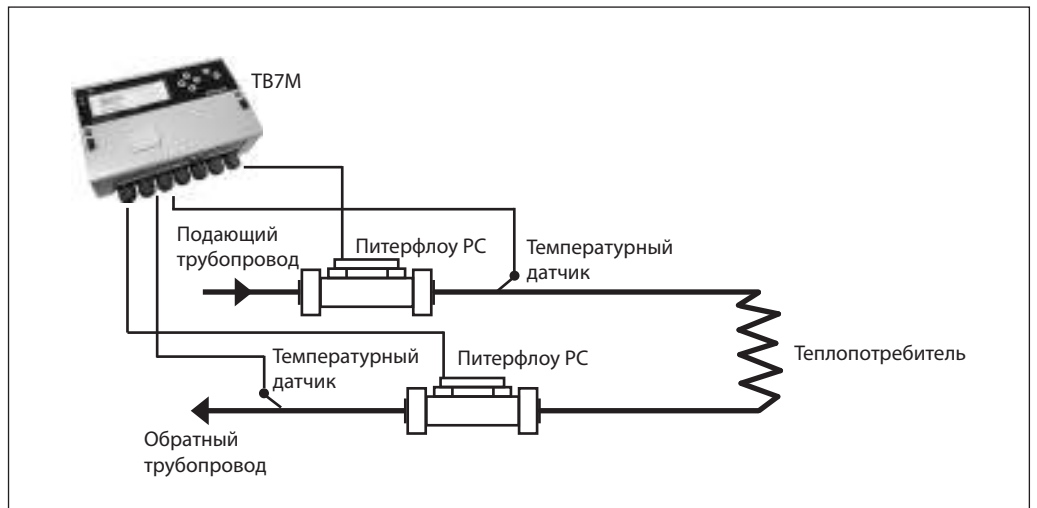 ТВ7М
Подающий
трубопровод
Питерфлоу РС
Температурный
датчик
Теплопотребитель
Температурный
датчик
Питерфлоу РС
Обратный
трубопровод